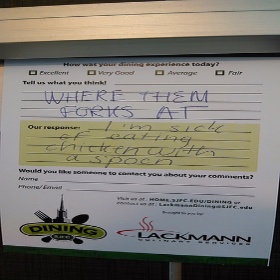 How was your dining experience today?
Excellent Very Good Average Fair
Tell us what you think!
WHERE THEM
FORKS AT
Our response: I'm sick
of eating
chicken with
a spoon
Would you like someone to contact you about your comments?
Name
Phone/Email
Visit us at: HOME.SJFC.EDU/DINING or
contact us at: LackmannDining@SJFC.edu
Brought to you by:
DINING
LACKMANN
CULINARY SERVICES